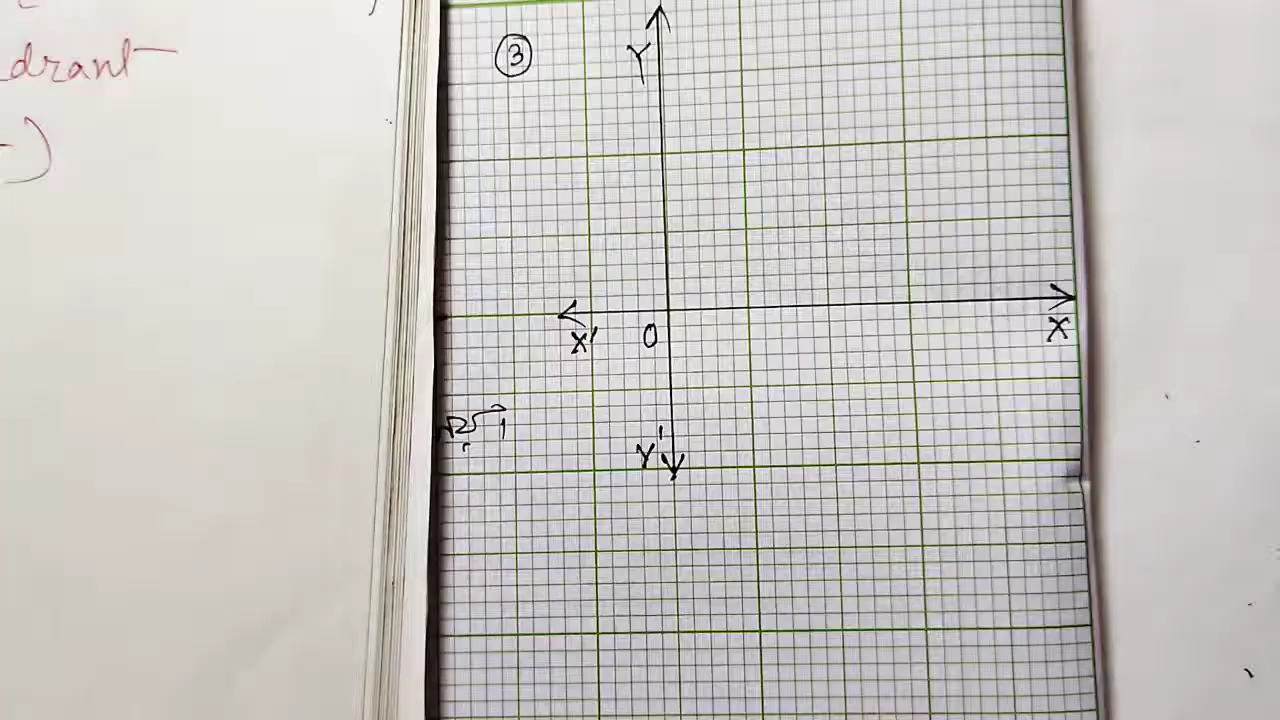 drant
-)
③
Y
X' O X
Y'